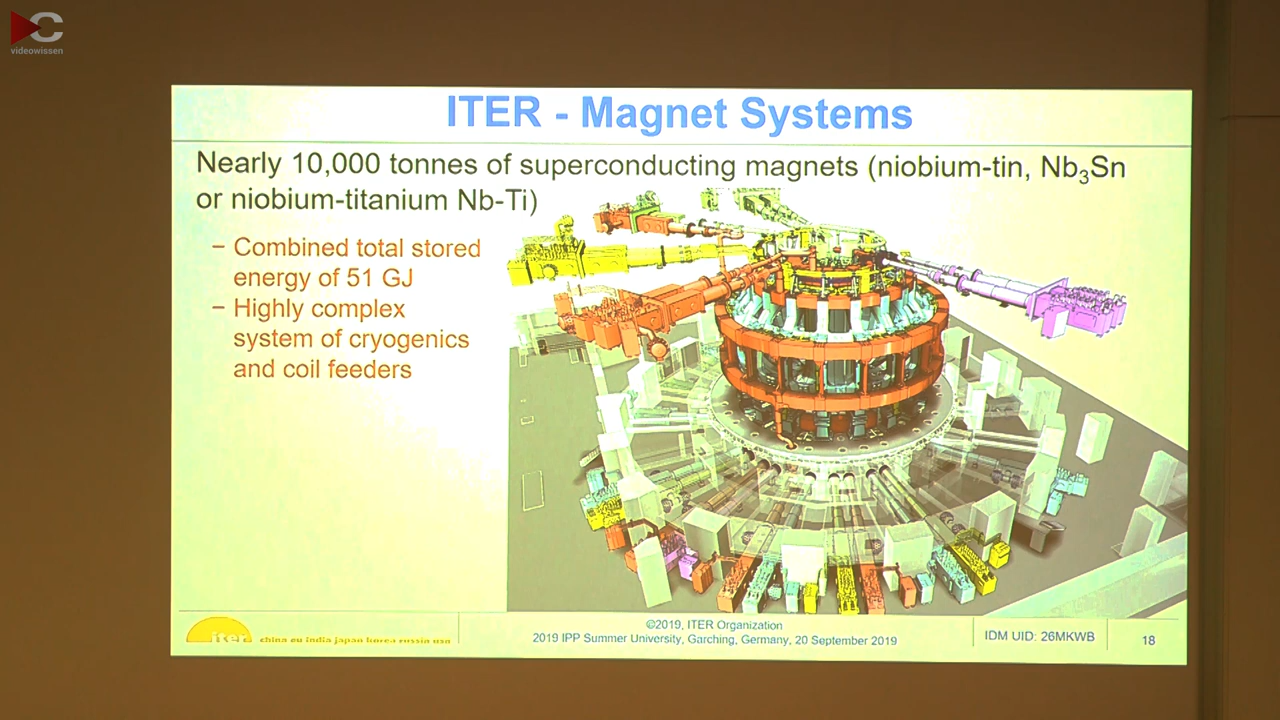 videowissen
ITER - Magnet Systems
Nearly 10,000 tonnes of superconducting magnets (niobium-tin, Nb₃Sn
or niobium-titanium Nb-Ti)
− Combined total stored
energy of 51 GJ
− Highly complex
system of cryogenics
and coil feeders
iter
china eu india japan korea russia usa
©2019, ITER Organization
2019 IPP Summer University, Garching, Germany, 20 September 2019
IDM UID: 26MKWB
18